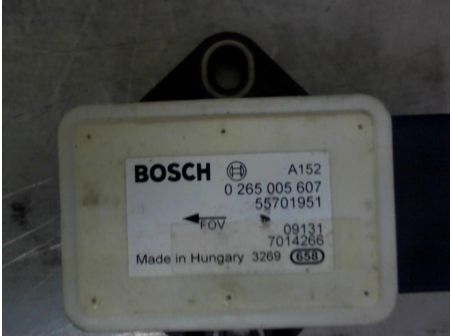 BOSCH A152
0 265 005 607
55701951
FOV
09131
7014266
Made in Hungary 3269 658